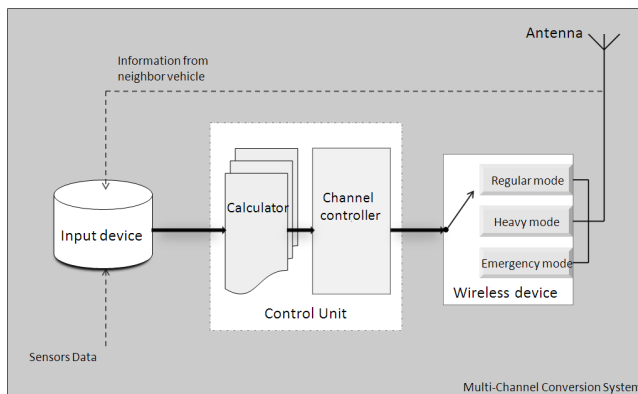 Antenna
Information from
neighbor vehicle
Input device
Calculator
Channel
controller
Control Unit
Regular mode
Heavy mode
Emergency mode
Wireless device
Sensors Data
Multi-Channel Conversion System